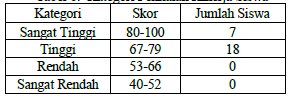 Kategori Skor Jumlah Siswa
Sangat Tinggi 80-100 7
Tinggi 67-79 18
Rendah 53-66 0
Sangat Rendah 40-52 0